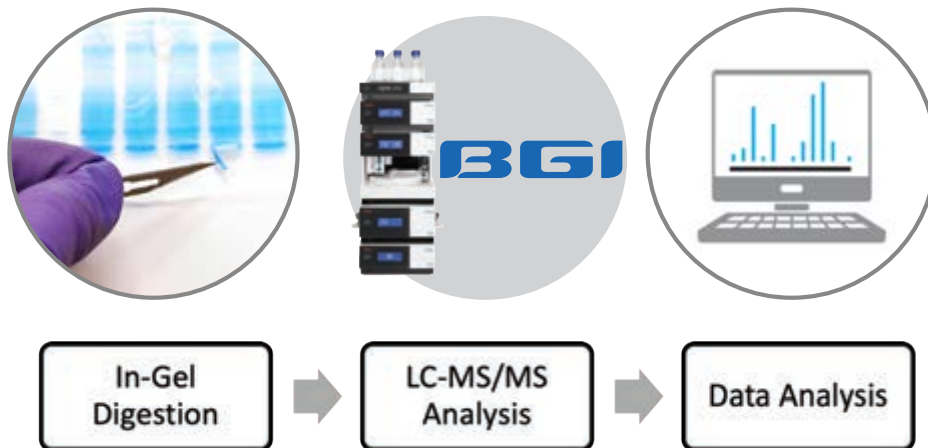 BGI
In-Gel
Digestion
LC-MS/MS
Analysis
Data Analysis